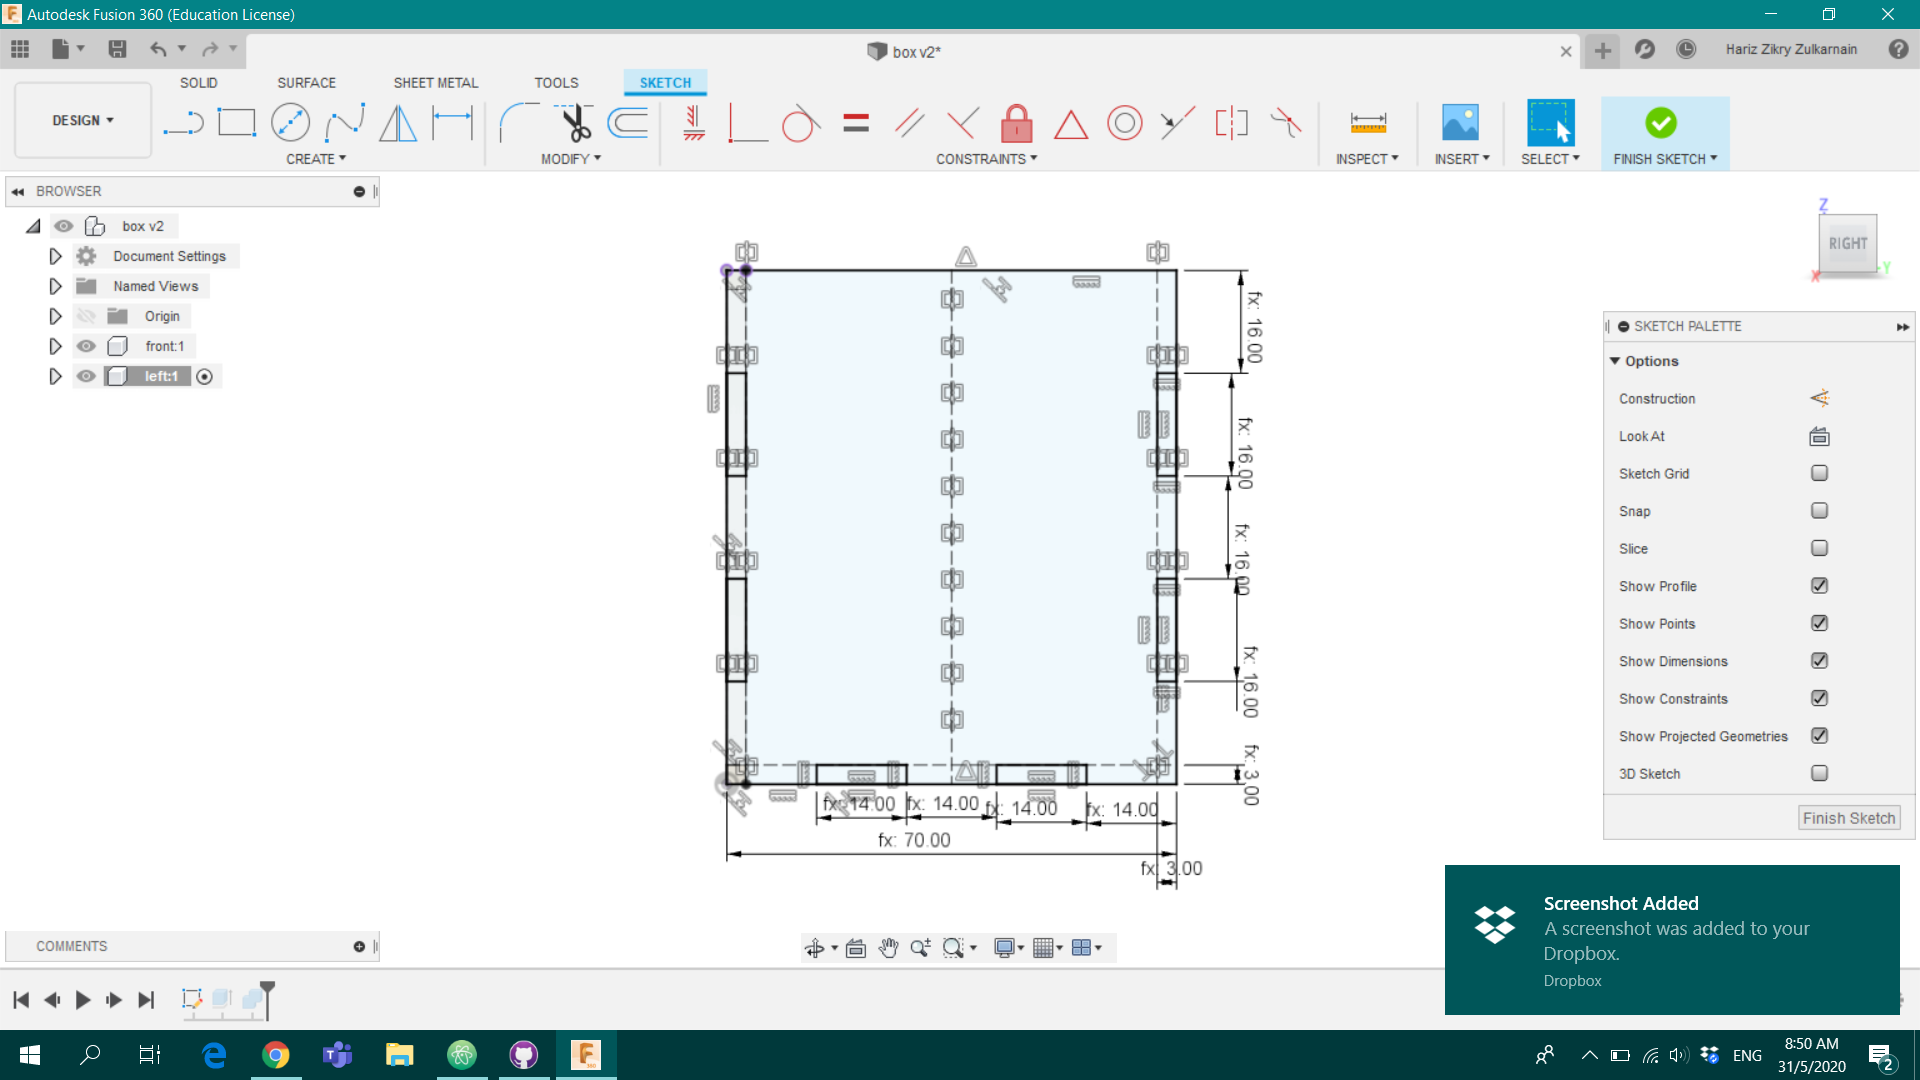 Autodesk Fusion 360 (Education License)
box v2*
Hariz Zikry Zulkarnain
DESIGN
SOLID
SURFACE
SHEET METAL
TOOLS
SKETCH
CREATE
MODIFY
CONSTRAINTS
INSPECT
INSERT
SELECT
FINISH SKETCH
BROWSER
box v2
Document Settings
Named Views
Origin
front:1
left:1
Z
RIGHT
X
Y
fx: 16.00
fx: 16.00
fx: 16.00
fx: 16.00
fx: 3.00
fx: 14.00
fx: 14.00
fx: 14.00
fx: 14.00
fx: 70.00
fx: 3.00
SKETCH PALETTE
Options
Construction
Look At
Sketch Grid
Snap
Slice
Show Profile
Show Points
Show Dimensions
Show Constraints
Show Projected Geometries
3D Sketch
Finish Sketch
COMMENTS
Screenshot Added
A screenshot was added to your
Dropbox.
Dropbox
ENG
8:50 AM
31/5/2020
2